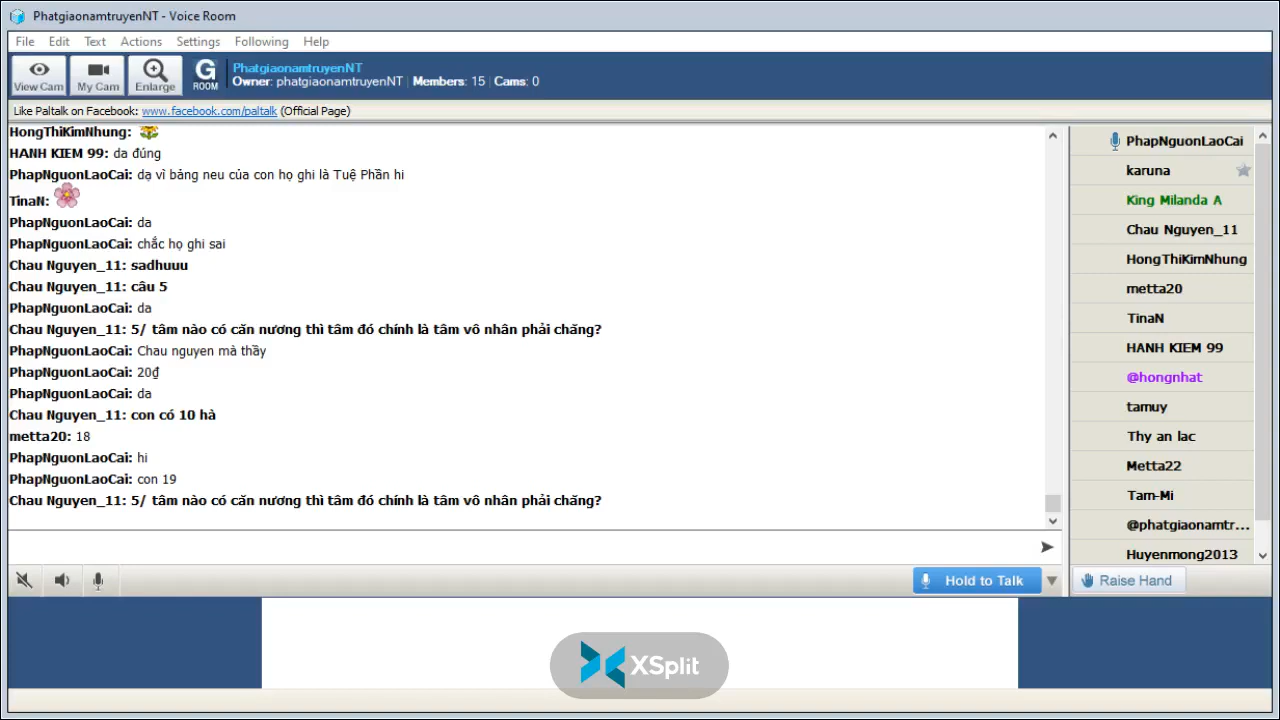 PhatgiaonamtruyenNT - Voice Room
File Edit Text Actions Settings Following Help
View Cam
My Cam
Enlarge
G ROOM
PhatgiaonamtruyenNT
Owner: phatgiaonamtruyenNT | Members: 15 | Cams: 0
Like Paltalk on Facebook: www.facebook.com/paltalk (Official Page)
HongThiKimNhung:
HANH KIEM 99: da đúng
PhapNguonLaoCai: dạ vì bảng neu của con họ ghi là Tuệ Phần hi
TinaN:
PhapNguonLaoCai: da
PhapNguonLaoCai: chắc họ ghi sai
Chau Nguyen_11: sadhuuu
Chau Nguyen_11: câu 5
PhapNguonLaoCai: da
Chau Nguyen_11: 5/ tâm nào có căn nương thì tâm đó chính là tâm vô nhân phải chăng?
PhapNguonLaoCai: Chau nguyen mà thầy
PhapNguonLaoCai: 20₫
PhapNguonLaoCai: da
Chau Nguyen_11: con có 10 hà
metta20: 18
PhapNguonLaoCai: hi
PhapNguonLaoCai: con 19
Chau Nguyen_11: 5/ tâm nào có căn nương thì tâm đó chính là tâm vô nhân phải chăng?
PhapNguonLaoCai
karuna
King Milanda A
Chau Nguyen_11
HongThiKimNhung
metta20
TinaN
HANH KIEM 99
@hongnhat
tamuy
Thy an lac
Metta22
Tam-Mi
@phatgiaonamtr...
Huyenmong2013
Hold to Talk
Raise Hand
XSplit